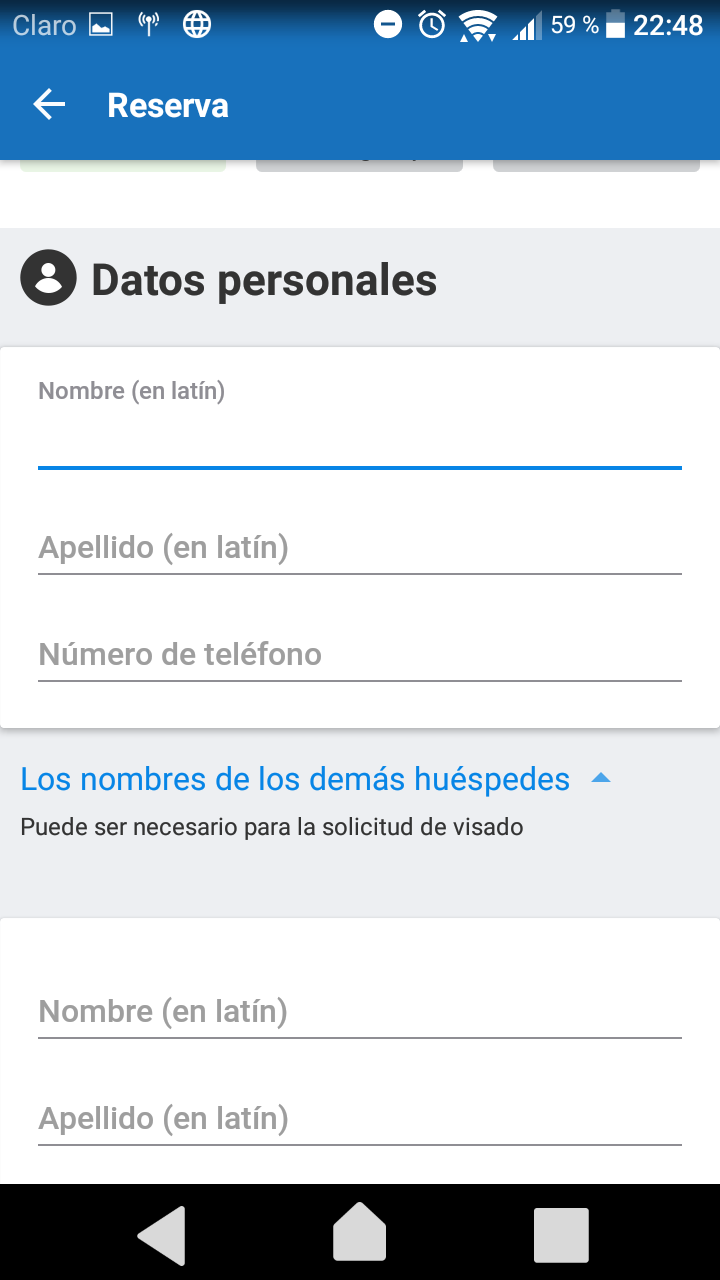 Claro 59 % 22:48
Reserva
Datos personales
Nombre (en latín)
Apellido (en latín)
Número de teléfono
Los nombres de los demás huéspedes
Puede ser necesario para la solicitud de visado
Nombre (en latín)
Apellido (en latín)